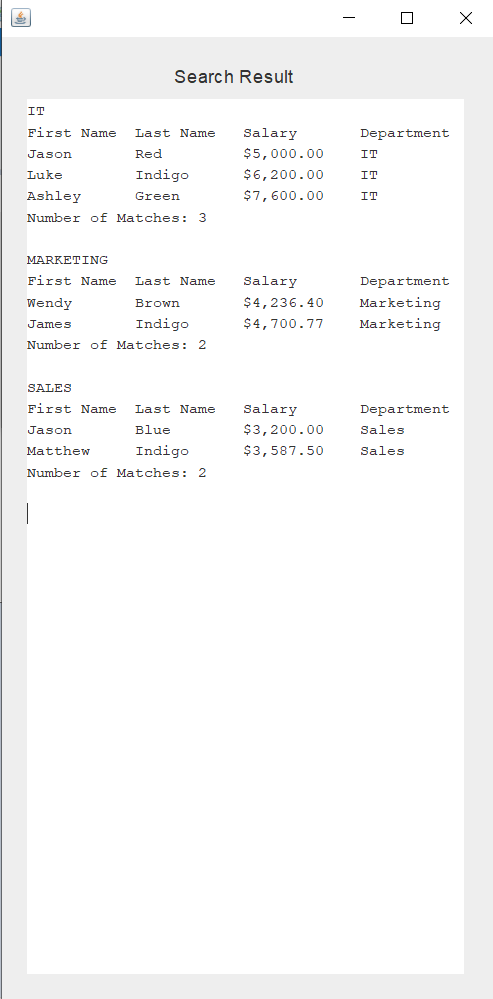 Search Result
IT
First Name  Last Name   Salary       Department
Jason       Red         $5,000.00    IT
Luke        Indigo      $6,200.00    IT
Ashley      Green       $7,600.00    IT
Number of Matches: 3

MARKETING
First Name  Last Name   Salary       Department
Wendy       Brown       $4,236.40    Marketing
James       Indigo      $4,700.77    Marketing
Number of Matches: 2

SALES
First Name  Last Name   Salary       Department
Jason       Blue        $3,200.00    Sales
Matthew     Indigo      $3,587.50    Sales
Number of Matches: 2